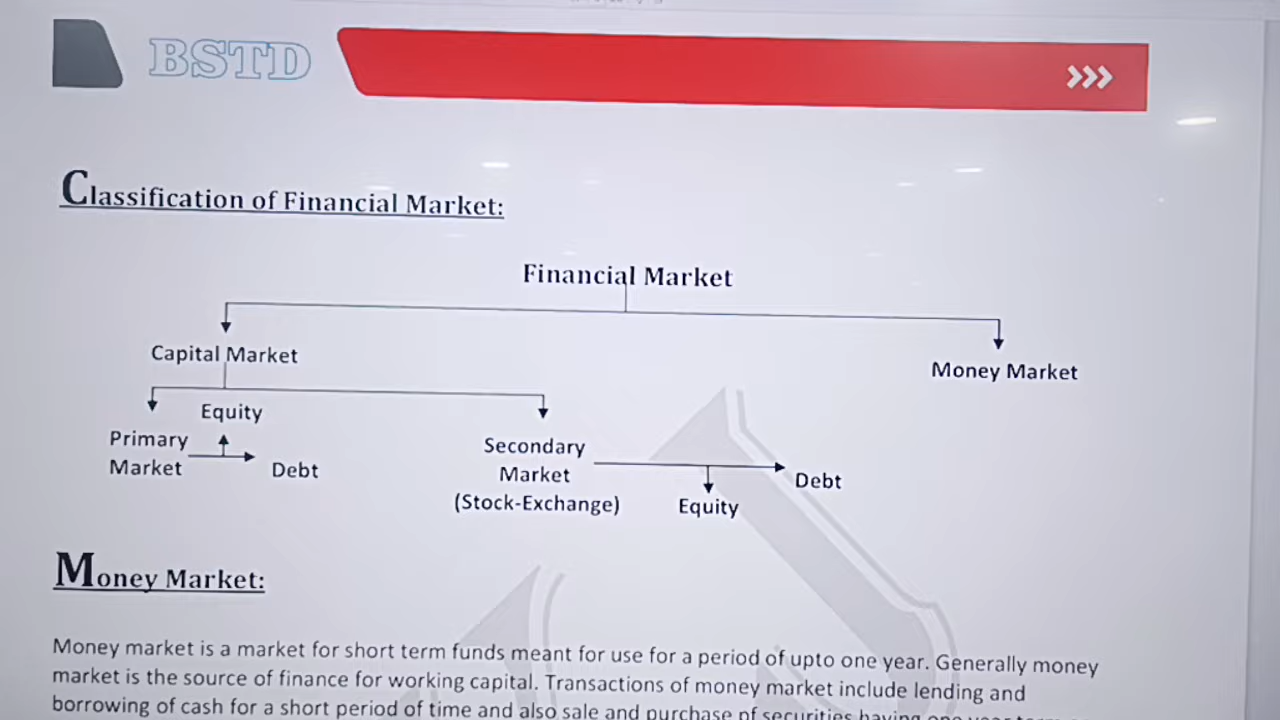 BSTD
Classification of Financial Market:
Financial Market
Capital Market
Money Market
Equity
Primary
Market
Debt
Secondary
Market
(Stock-Exchange)
Debt
Equity
Money Market:
Money market is a market for short term funds meant for use for a period of upto one year. Generally money
market is the source of finance for working capital. Transactions of money market include lending and
borrowing of cash for a short period of time and also sale and purchase of securities having one year